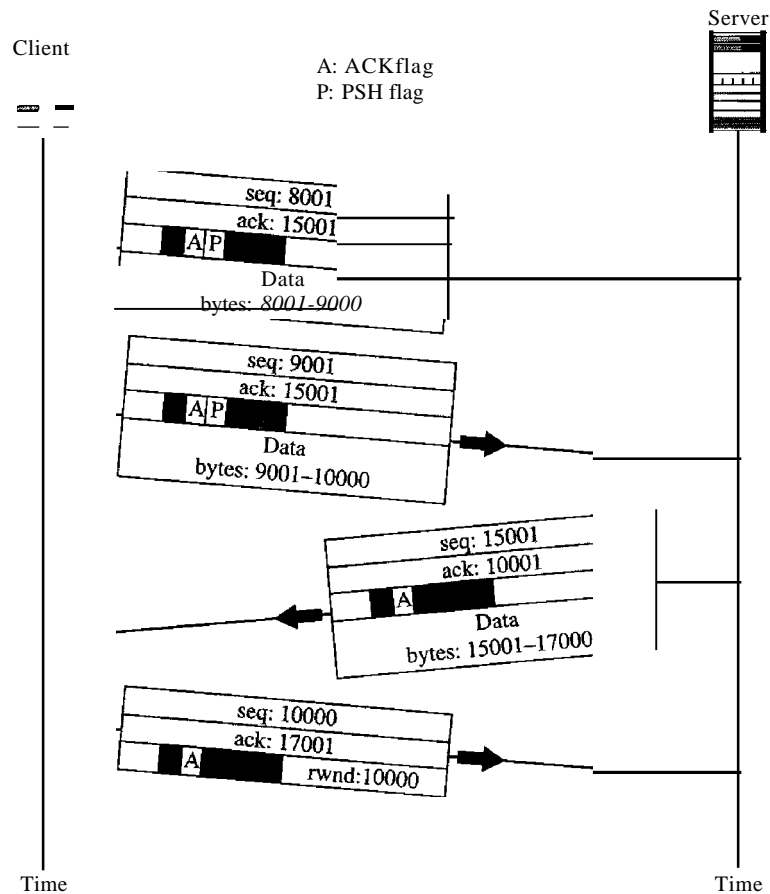 Server
Client
A: ACKflag
P: PSH flag
seq: 8001
ack: 15001
A P
Data
bytes: 8001-9000
seq: 9001
ack: 15001
A P
Data
bytes: 9001-10000
seq: 15001
ack: 10001
A
Data
bytes: 15001-17000
seq: 10000
ack: 17001
A
rwnd:10000
Time
Time